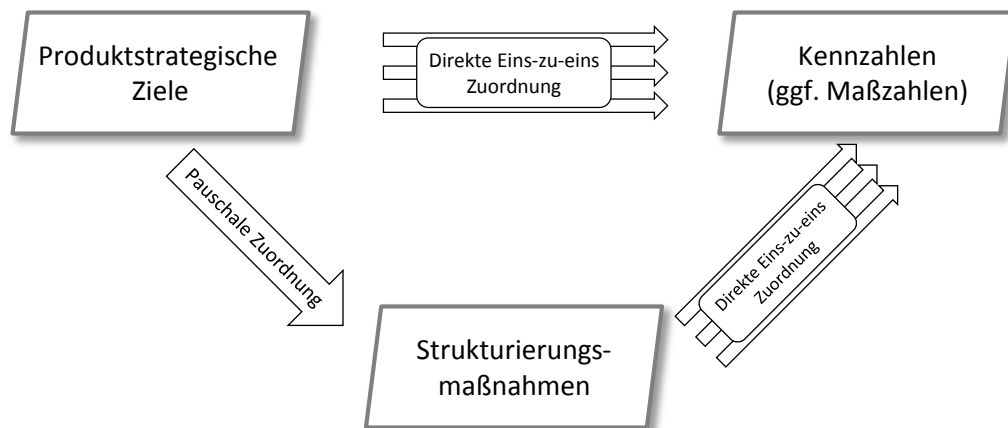 Produktstrategische
Ziele
Direkte Eins-zu-eins
Zuordnung
Kennzahlen
(ggf. Maßzahlen)
Pauschale Zuordnung
Direkte Eins-zu-eins
Zuordnung
Strukturierungs-
maßnahmen